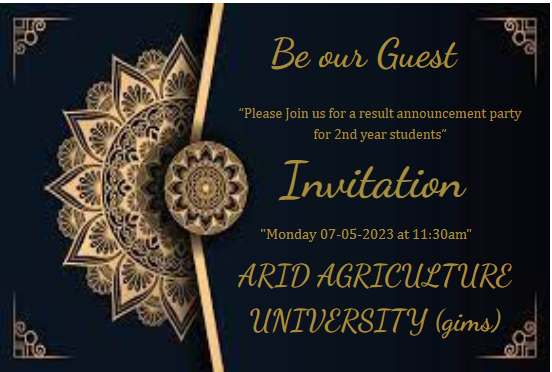 Be our Guest
“Please Join us for a result announcement party
for 2nd year students”
Invitation
"Monday 07-05-2023 at 11:30am"
ARID AGRICULTURE
UNIVERSITY (gims)